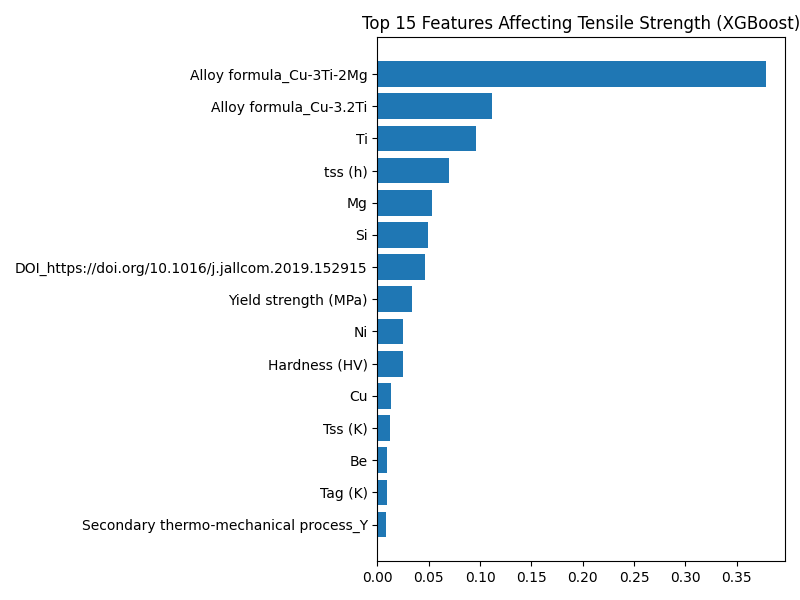 Top 15 Features Affecting Tensile Strength (XGBoost)
Alloy formula_Cu-3Ti-2Mg
Alloy formula_Cu-3.2Ti
Ti
tss (h)
Mg
Si
DOI_https://doi.org/10.1016/j.jallcom.2019.152915
Yield strength (MPa)
Ni
Hardness (HV)
Cu
Tss (K)
Be
Tag (K)
Secondary thermo-mechanical process_Y
0.00 0.05 0.10 0.15 0.20 0.25 0.30 0.35